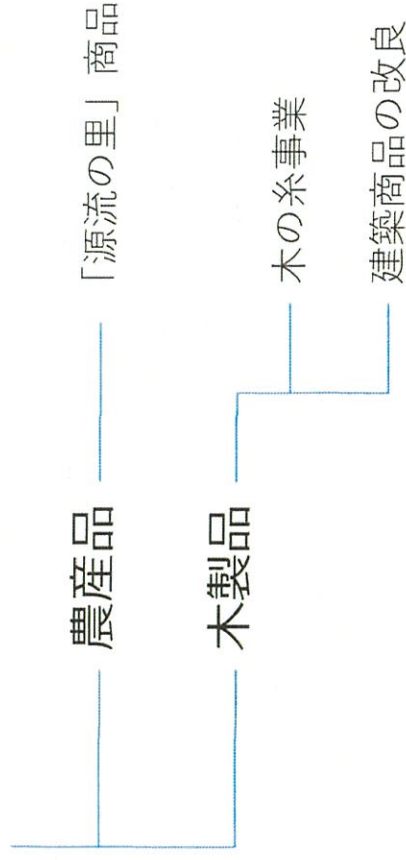 農産品
「源流の里」商品
木製品
木の糸事業
建築商品の改良